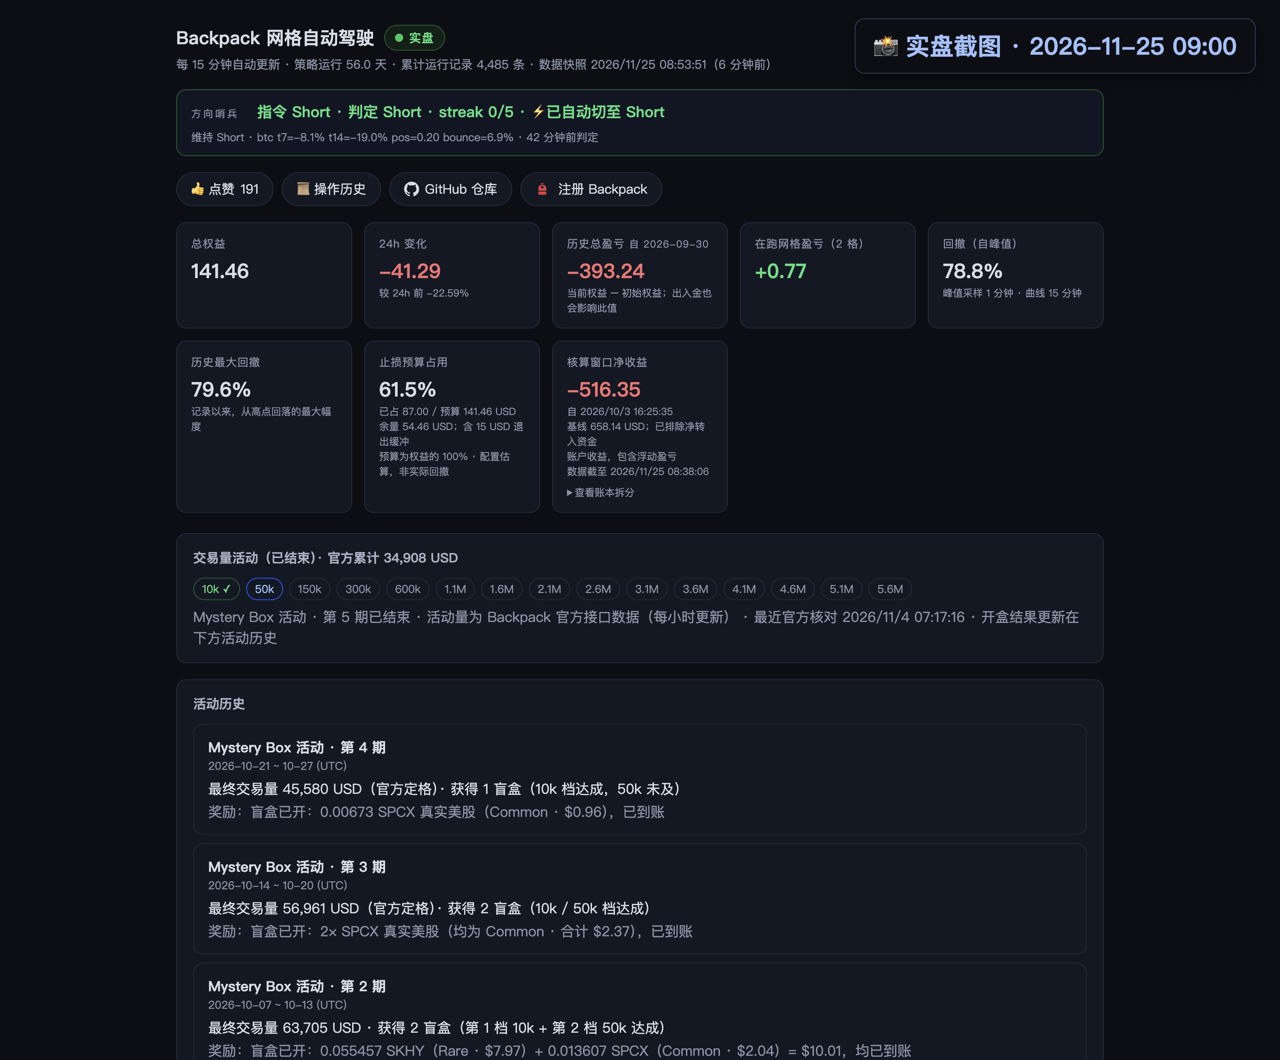 Backpack 网格自动驾驶
实盘
📸 实盘截图 · 2026-11-25 09:00
每 15 分钟自动更新 · 策略运行 56.0 天 · 累计运行记录 4,485 条 · 数据快照 2026/11/25 08:53:51（6 分钟前）
方向哨兵 指令 Short · 判定 Short · streak 0/5 · ⚡已自动切至 Short
维持 Short · btc t7=-8.1% t14=-19.0% pos=0.20 bounce=6.9% · 42 分钟前判定
👍 点赞 191
操作历史
GitHub 仓库
注册 Backpack
总权益
141.46
24h 变化
-41.29
较 24h 前 -22.59%
历史总盈亏 自 2026-09-30
-393.24
当前权益 — 初始权益；出入金也
会影响此值
在跑网格盈亏（2 格）
+0.77
回撤（自峰值）
78.8%
峰值采样 1 分钟 · 曲线 15 分钟
历史最大回撤
79.6%
记录以来，从高点回落的最大幅
度
止损预算占用
61.5%
已占 87.00 / 预算 141.46 USD
余量 54.46 USD；含 15 USD 退
出缓冲
预算为权益的 100% · 配置估
算，非实际回撤
核算窗口净收益
-516.35
自 2026/10/3 16:25:35
基线 658.14 USD；已排除净转
入资金
账户收益，包含浮动盈亏
数据截至 2026/11/25 08:38:06
▶查看账本拆分
交易量活动（已结束）· 官方累计 34,908 USD
10k ✓ 50k 150k 300k 600k 1.1M 1.6M 2.1M 2.6M 3.1M 3.6M 4.1M 4.6M 5.1M 5.6M
Mystery Box 活动 · 第 5 期已结束 · 活动量为 Backpack 官方接口数据（每小时更新） · 最近官方核对 2026/11/4 07:17:16 · 开盒结果更新在
下方活动历史
活动历史
Mystery Box 活动 · 第 4 期
2026-10-21 ~ 10-27 (UTC)
最终交易量 45,580 USD（官方定格）· 获得 1 盲盒（10k 档达成，50k 未及）
奖励：盲盒已开：0.00673 SPCX 真实美股（Common · $0.96），已到账
Mystery Box 活动 · 第 3 期
2026-10-14 ~ 10-20 (UTC)
最终交易量 56,961 USD（官方定格）· 获得 2 盲盒（10k / 50k 档达成）
奖励：盲盒已开：2× SPCX 真实美股（均为 Common · 合计 $2.37），已到账
Mystery Box 活动 · 第 2 期
2026-10-07 ~ 10-13 (UTC)
最终交易量 63,705 USD · 获得 2 盲盒（第 1 档 10k + 第 2 档 50k 达成）
奖励：盲盒已开：0.055457 SKHY（Rare · $7.97）+ 0.013607 SPCX（Common · $2.04）= $10.01，均已到账